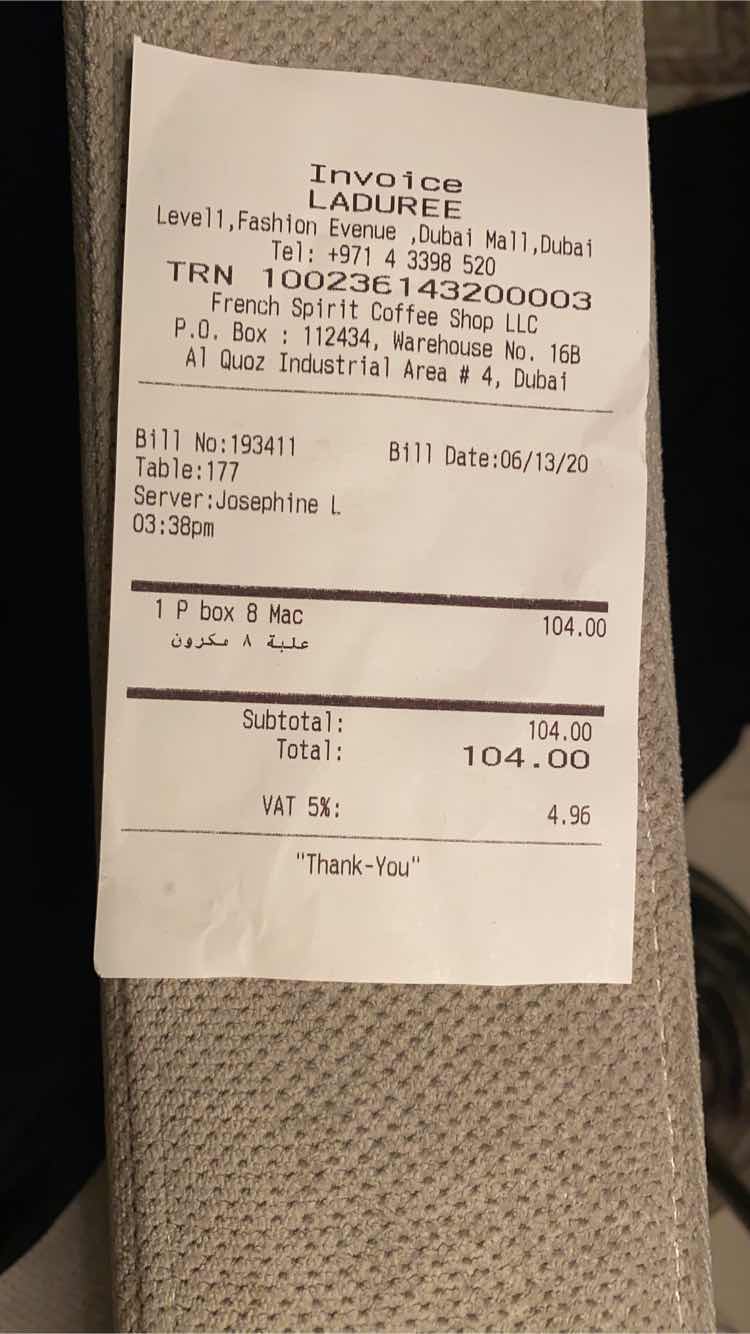 Invoice
LADUREE
Level1,Fashion Evenue ,Dubai Mall,Dubai
Tel: +971 4 3398 520
TRN 100236143200003
French Spirit Coffee Shop LLC
P.O. Box : 112434, Warehouse No. 16B
Al Quoz Industrial Area # 4, Dubai
Bill No:193411 Bill Date:06/13/20
Table:177
Server:Josephine L
03:38pm
1 P box 8 Mac 104.00
علبة ٨ مكرون
Subtotal: 104.00
Total: 104.00
VAT 5%: 4.96
"Thank-You"